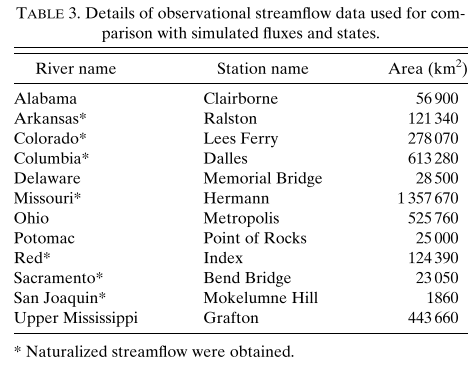 TABLE 3. Details of observational streamflow data used for com-
parison with simulated fluxes and states.
River name Station name Area (km²)
Alabama Clairborne 56 900
Arkansas* Ralston 121 340
Colorado* Lees Ferry 278 070
Columbia* Dalles 613 280
Delaware Memorial Bridge 28 500
Missouri* Hermann 1 357 670
Ohio Metropolis 525 760
Potomac Point of Rocks 25 000
Red* Index 124 390
Sacramento* Bend Bridge 23 050
San Joaquin* Mokelumne Hill 1860
Upper Mississippi Grafton 443 660
* Naturalized streamflow were obtained.